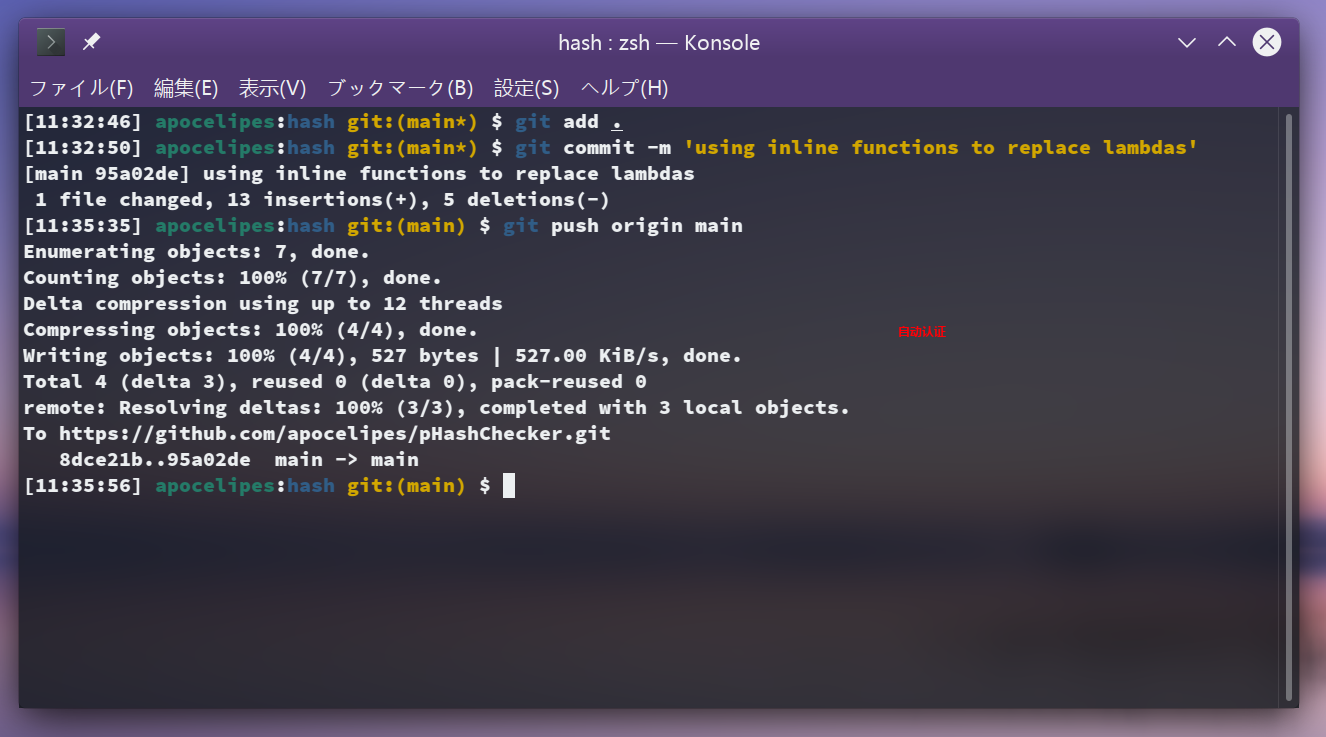 hash : zsh — Konsole
ファイル(F) 編集(E) 表示(V) ブックマーク(B) 設定(S) ヘルプ(H)
[11:32:46] apocelipes:hash git:(main*) $ git add .
[11:32:50] apocelipes:hash git:(main*) $ git commit -m 'using inline functions to replace lambdas'
[main 95a02de] using inline functions to replace lambdas
 1 file changed, 13 insertions(+), 5 deletions(-)
[11:35:35] apocelipes:hash git:(main) $ git push origin main
Enumerating objects: 7, done.
Counting objects: 100% (7/7), done.
Delta compression using up to 12 threads
Compressing objects: 100% (4/4), done.
自动认证
Writing objects: 100% (4/4), 527 bytes | 527.00 KiB/s, done.
Total 4 (delta 3), reused 0 (delta 0), pack-reused 0
remote: Resolving deltas: 100% (3/3), completed with 3 local objects.
To https://github.com/apocelipes/pHashChecker.git
   8dce21b..95a02de  main -> main
[11:35:56] apocelipes:hash git:(main) $